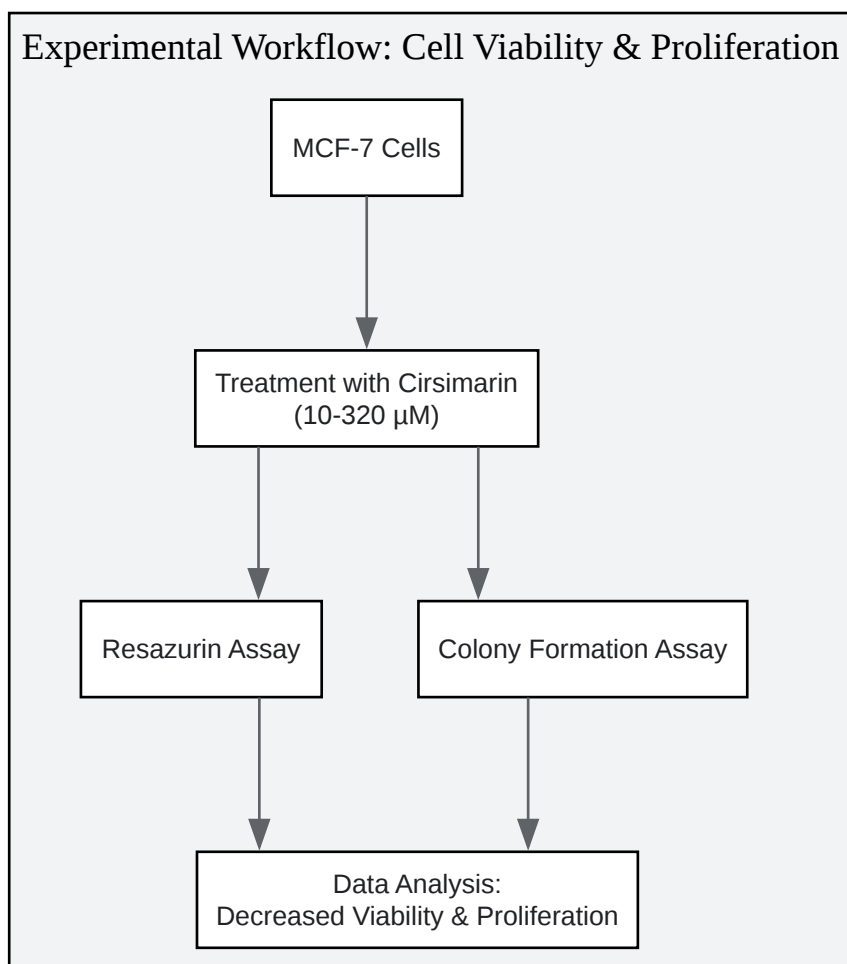 Experimental Workflow: Cell Viability & Proliferation
MCF-7 Cells
Treatment with Cirsimarin
(10-320 µM)
Resazurin Assay
Colony Formation Assay
Data Analysis:
Decreased Viability & Proliferation